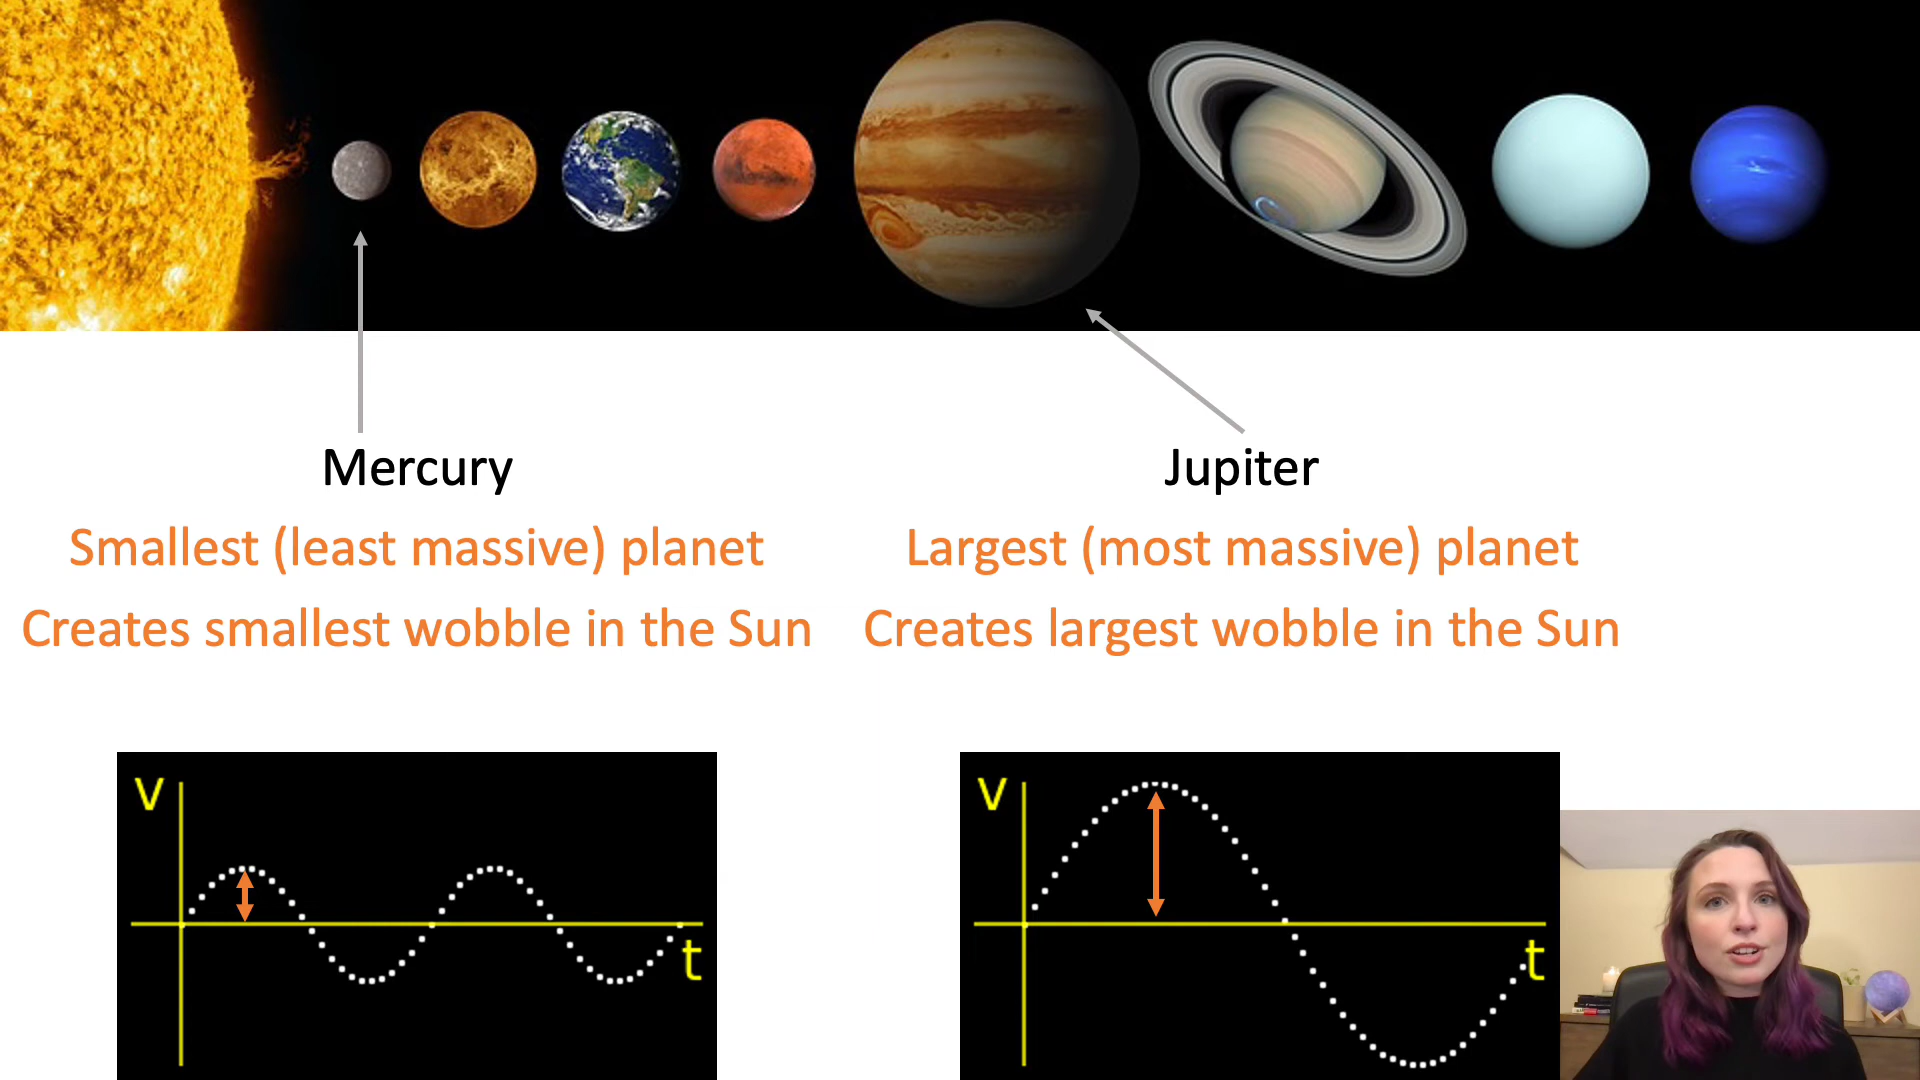 Mercury
Smallest (least massive) planet
Creates smallest wobble in the Sun
Jupiter
Largest (most massive) planet
Creates largest wobble in the Sun
v
t
v
t